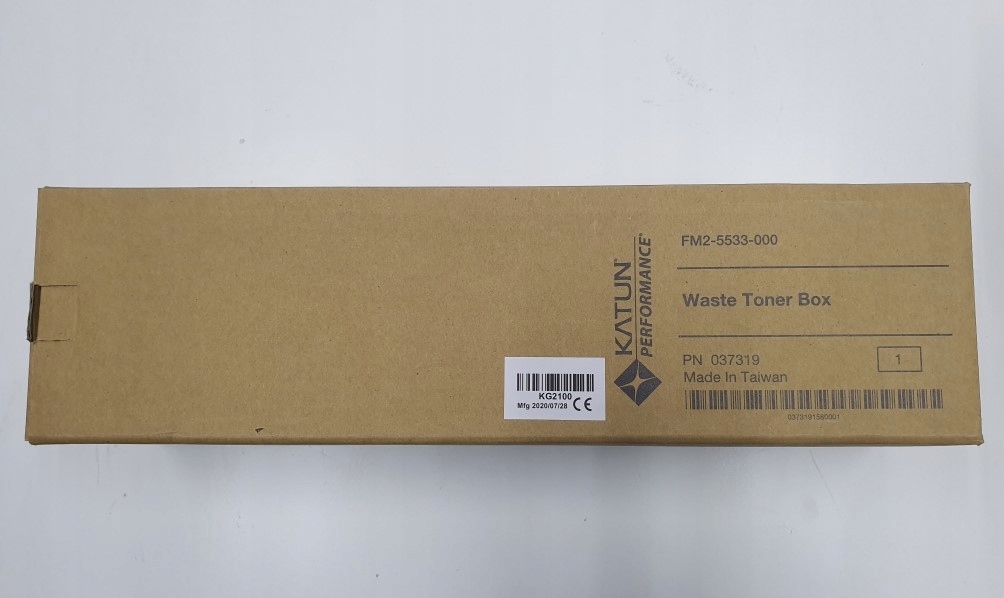 FM2-5533-000
Waste Toner Box
PN 037319
1
Made In Taiwan
0373191580001
KATUN®
PERFORMANCE®
KG2100
Mfg 2020/07/28 CE